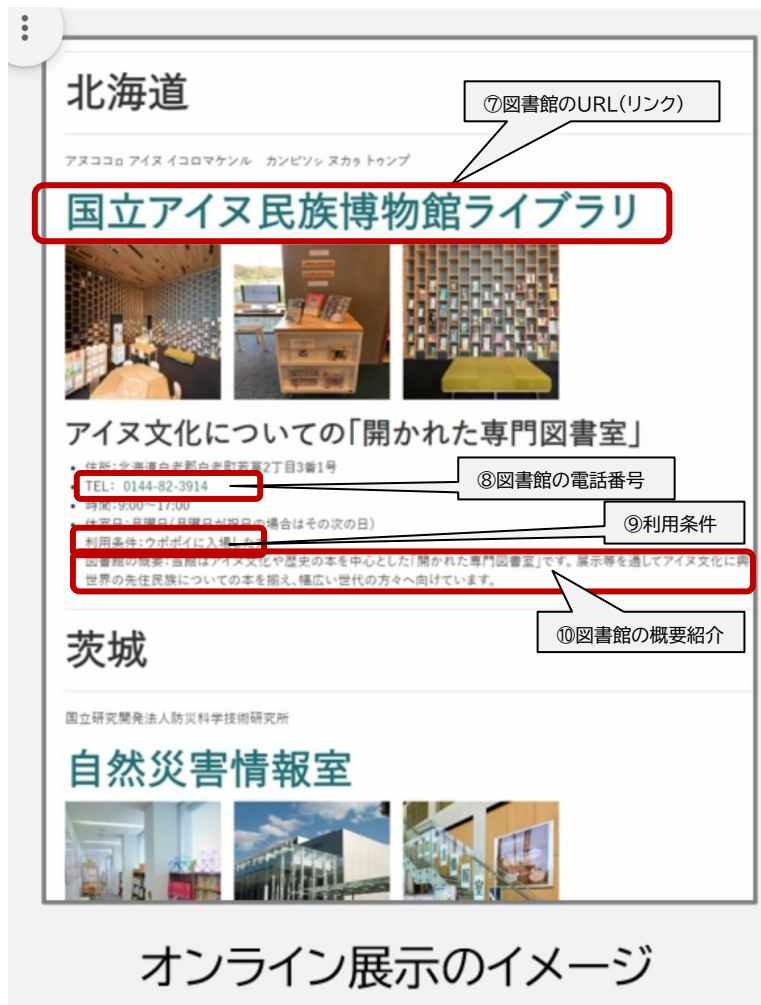 北海道
⑦図書館のURL(リンク)
アヌココㇿ アイヌ イコロマケンル カンピソㇱ ヌカㇻ トゥンプ
国立アイヌ民族博物館ライブラリ
アイヌ文化についての「開かれた専門図書室」
・住所:北海道白老郡白老町若草2丁目3番1号
・TEL: 0144-82-3914
⑧図書館の電話番号
・時間:9:00～17:00
・休室日:月曜日(月曜日が祝日の場合はその次の日)
⑨利用条件
利用条件:ウポポイに入場した
図書館の概要:当館はアイヌ文化や歴史の本を中心とした「開かれた専門図書室」です。展示等を通してアイヌ文化に興
世界の先住民族についての本を揃え、幅広い世代の方々へ向けています。
⑩図書館の概要紹介
茨城
国立研究開発法人防災科学技術研究所
自然災害情報室
オンライン展示のイメージ